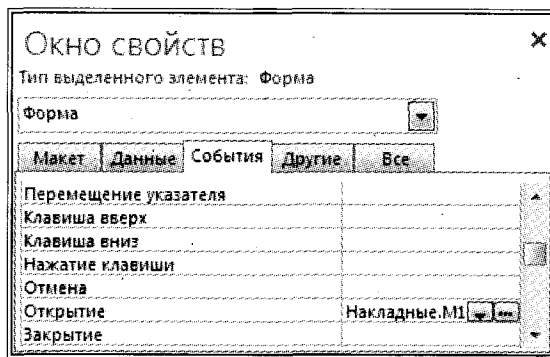 Окно свойств
Тип выделенного элемента: Форма
Форма
Макет Данные События Другие Все
Перемещение указателя
Клавиша вверх
Клавиша вниз
Нажатие клавиши
Отмена
Открытие Накладные.М1
Закрытие